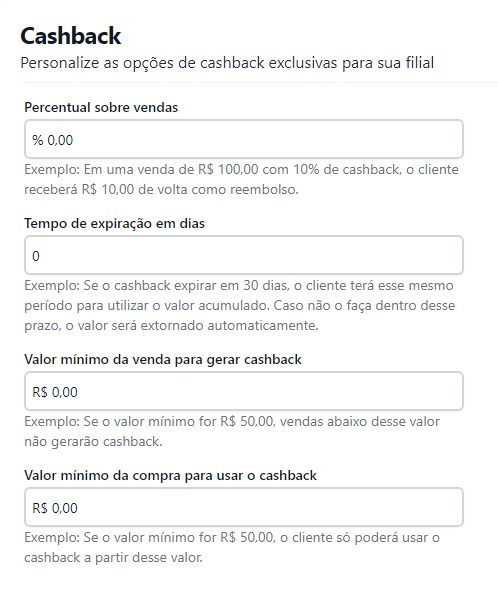 Cashback
Personalize as opções de cashback exclusivas para sua filial
Percentual sobre vendas
% 0,00
Exemplo: Em uma venda de R$ 100,00 com 10% de cashback, o cliente
receberá R$ 10,00 de volta como reembolso.
Tempo de expiração em dias
0
Exemplo: Se o cashback expirar em 30 dias, o cliente terá esse mesmo
período para utilizar o valor acumulado. Caso não o faça dentro desse
prazo, o valor será extornado automaticamente.
Valor mínimo da venda para gerar cashback
R$ 0,00
Exemplo: Se o valor mínimo for R$ 50,00, vendas abaixo desse valor
não gerarão cashback.
Valor mínimo da compra para usar o cashback
R$ 0,00
Exemplo: Se o valor mínimo for R$ 50,00, o cliente só poderá usar o
cashback a partir desse valor.